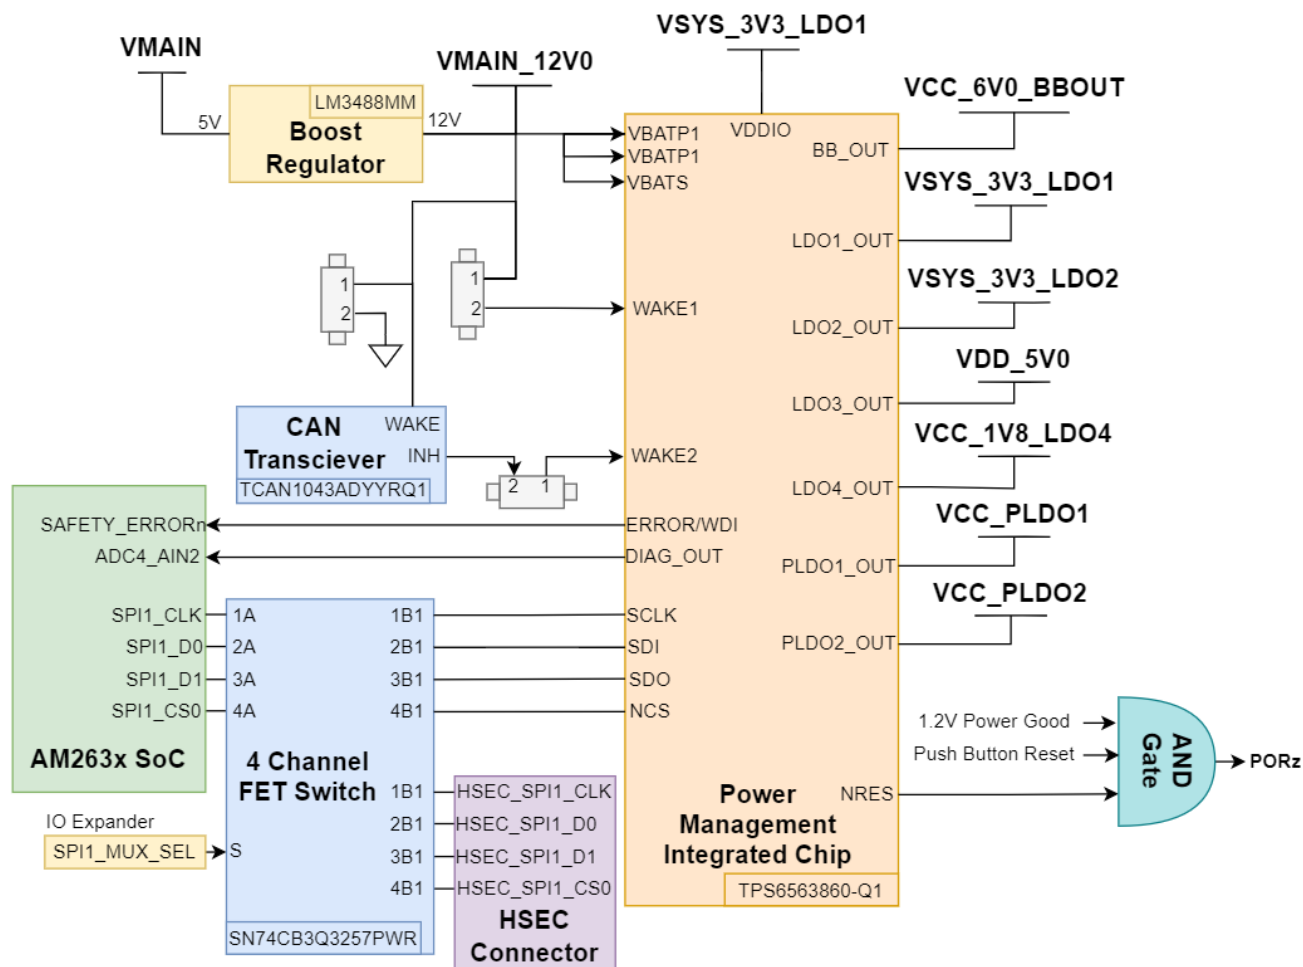 VSYS_3V3_LDO1
VMAIN
VMAIN_12V0
LM3488MM
5V
Boost
Regulator
12V
VDDIO
VBATP1
VBATP1
VBATS
BB_OUT
VCC_6V0_BBOUT
VSYS_3V3_LDO1
LDO1_OUT
VSYS_3V3_LDO2
LDO2_OUT
VDD_5V0
LDO3_OUT
VCC_1V8_LDO4
LDO4_OUT
VCC_PLDO1
PLDO1_OUT
VCC_PLDO2
PLDO2_OUT
1
2
1
2
WAKE1
CAN
Transciever
WAKE
INH
TCAN1043ADYYRQ1
2 1
WAKE2
SAFETY_ERRORn
ERROR/WDI
ADC4_AIN2
DIAG_OUT
SPI1_CLK
1A
1B1
SCLK
SPI1_D0
2A
2B1
SDI
SPI1_D1
3A
3B1
SDO
SPI1_CS0
4A
4B1
NCS
AM263x SoC
4 Channel
FET Switch
1B1
HSEC_SPI1_CLK
2B1
HSEC_SPI1_D0
3B1
HSEC_SPI1_D1
4B1
HSEC_SPI1_CS0
HSEC
Connector
IO Expander
SPI1_MUX_SEL
S
SN74CB3Q3257PWR
Power
Management
Integrated Chip
TPS6563860-Q1
NRES
1.2V Power Good
Push Button Reset
AND
Gate
PORz